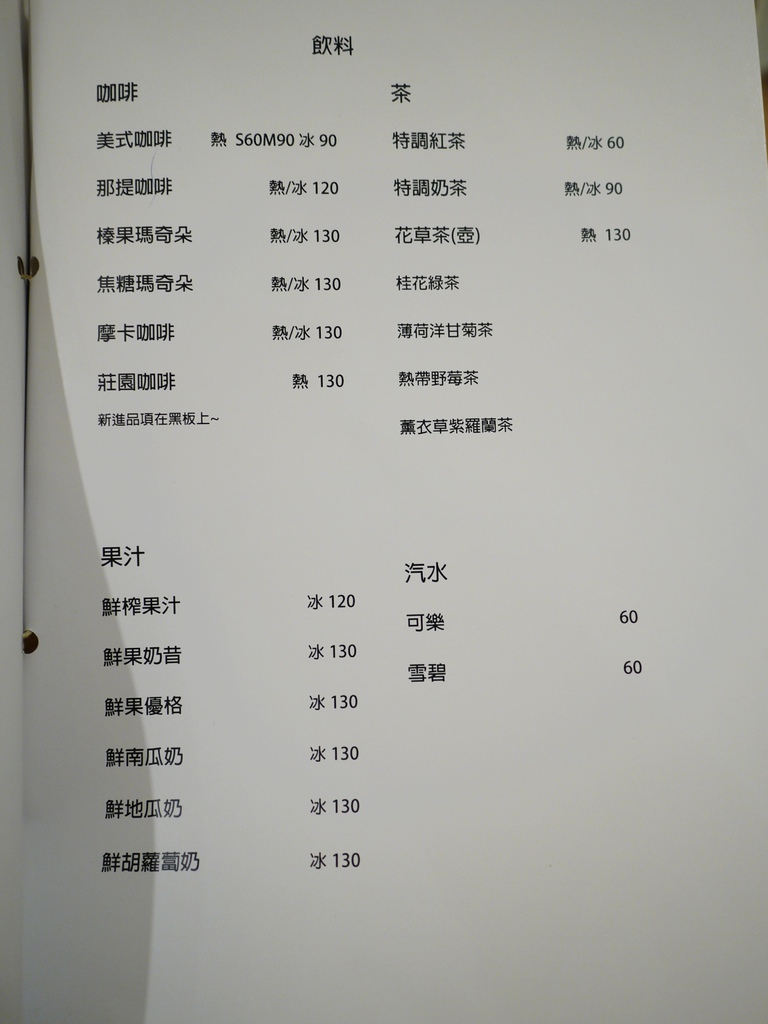 飲料
咖啡
美式咖啡 熱 S60M90 冰 90
那提咖啡 熱/冰 120
榛果瑪奇朵 熱/冰 130
焦糖瑪奇朵 熱/冰 130
摩卡咖啡 熱/冰 130
莊園咖啡 熱 130
新進品項在黑板上~
茶
特調紅茶 熱/冰 60
特調奶茶 熱/冰 90
花草茶(壺) 熱 130
桂花綠茶
薄荷洋甘菊茶
熱帶野莓茶
薰衣草紫羅蘭茶
果汁
鮮榨果汁 冰 120
鮮果奶昔 冰 130
鮮果優格 冰 130
鮮南瓜奶 冰 130
鮮地瓜奶 冰 130
鮮胡蘿蔔奶 冰 130
汽水
可樂 60
雪碧 60